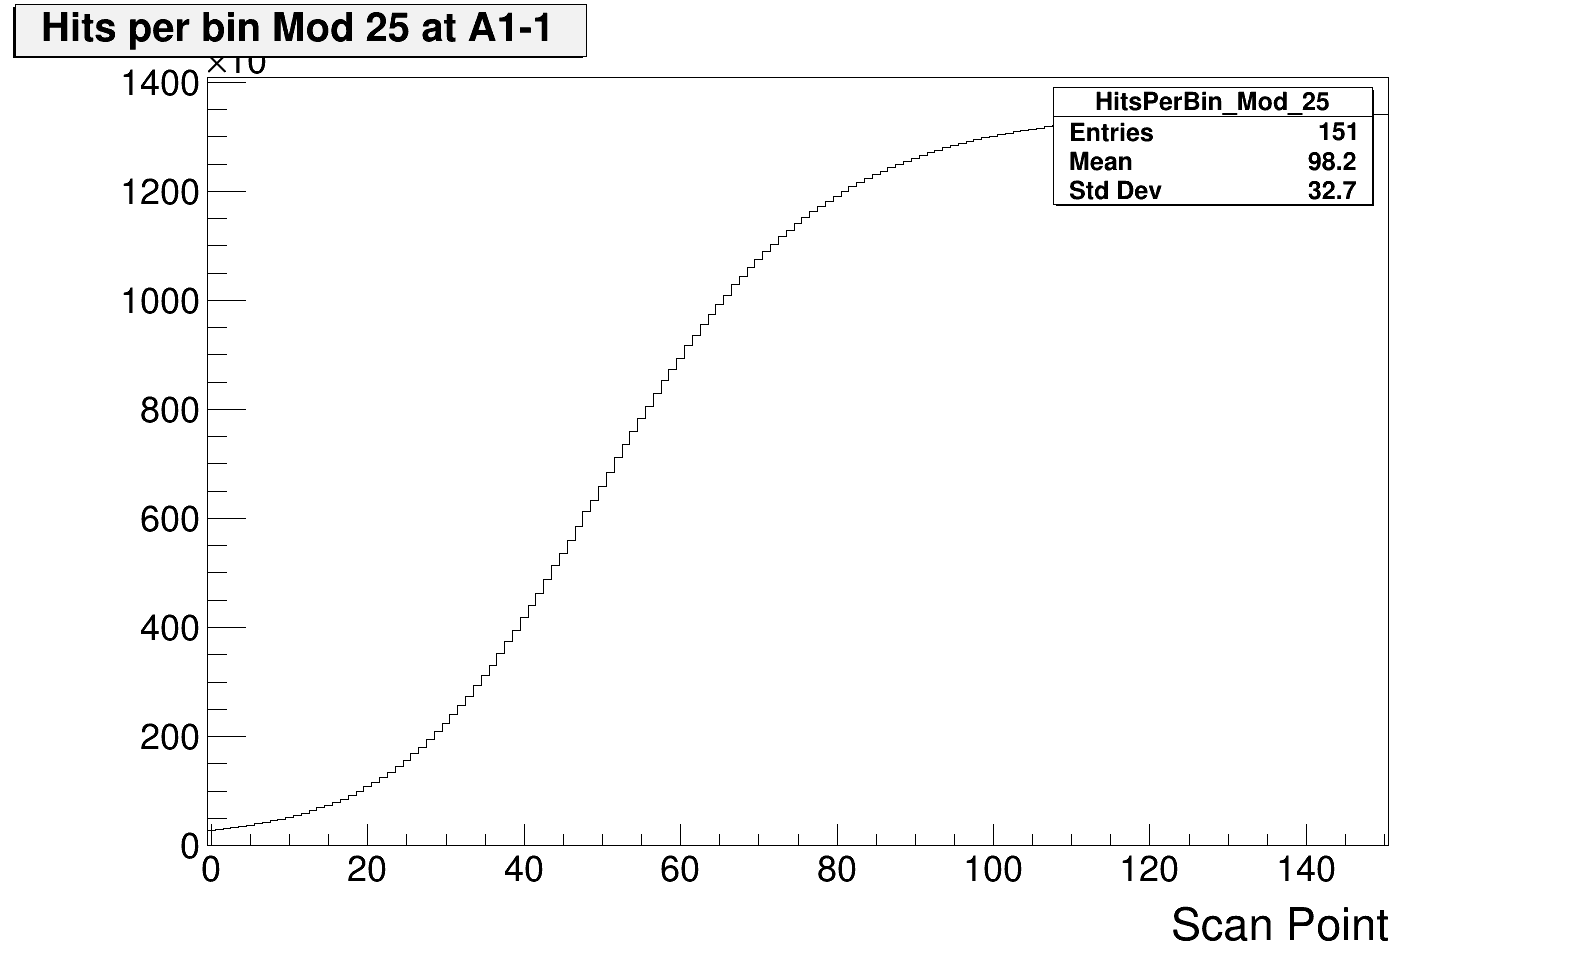 Hits per bin Mod 25 at A1-1
×10
1400
1200
1000
800
600
400
200
0
HitsPerBin_Mod_25
Entries 151
Mean 98.2
Std Dev 32.7
0 20 40 60 80 100 120 140
Scan Point